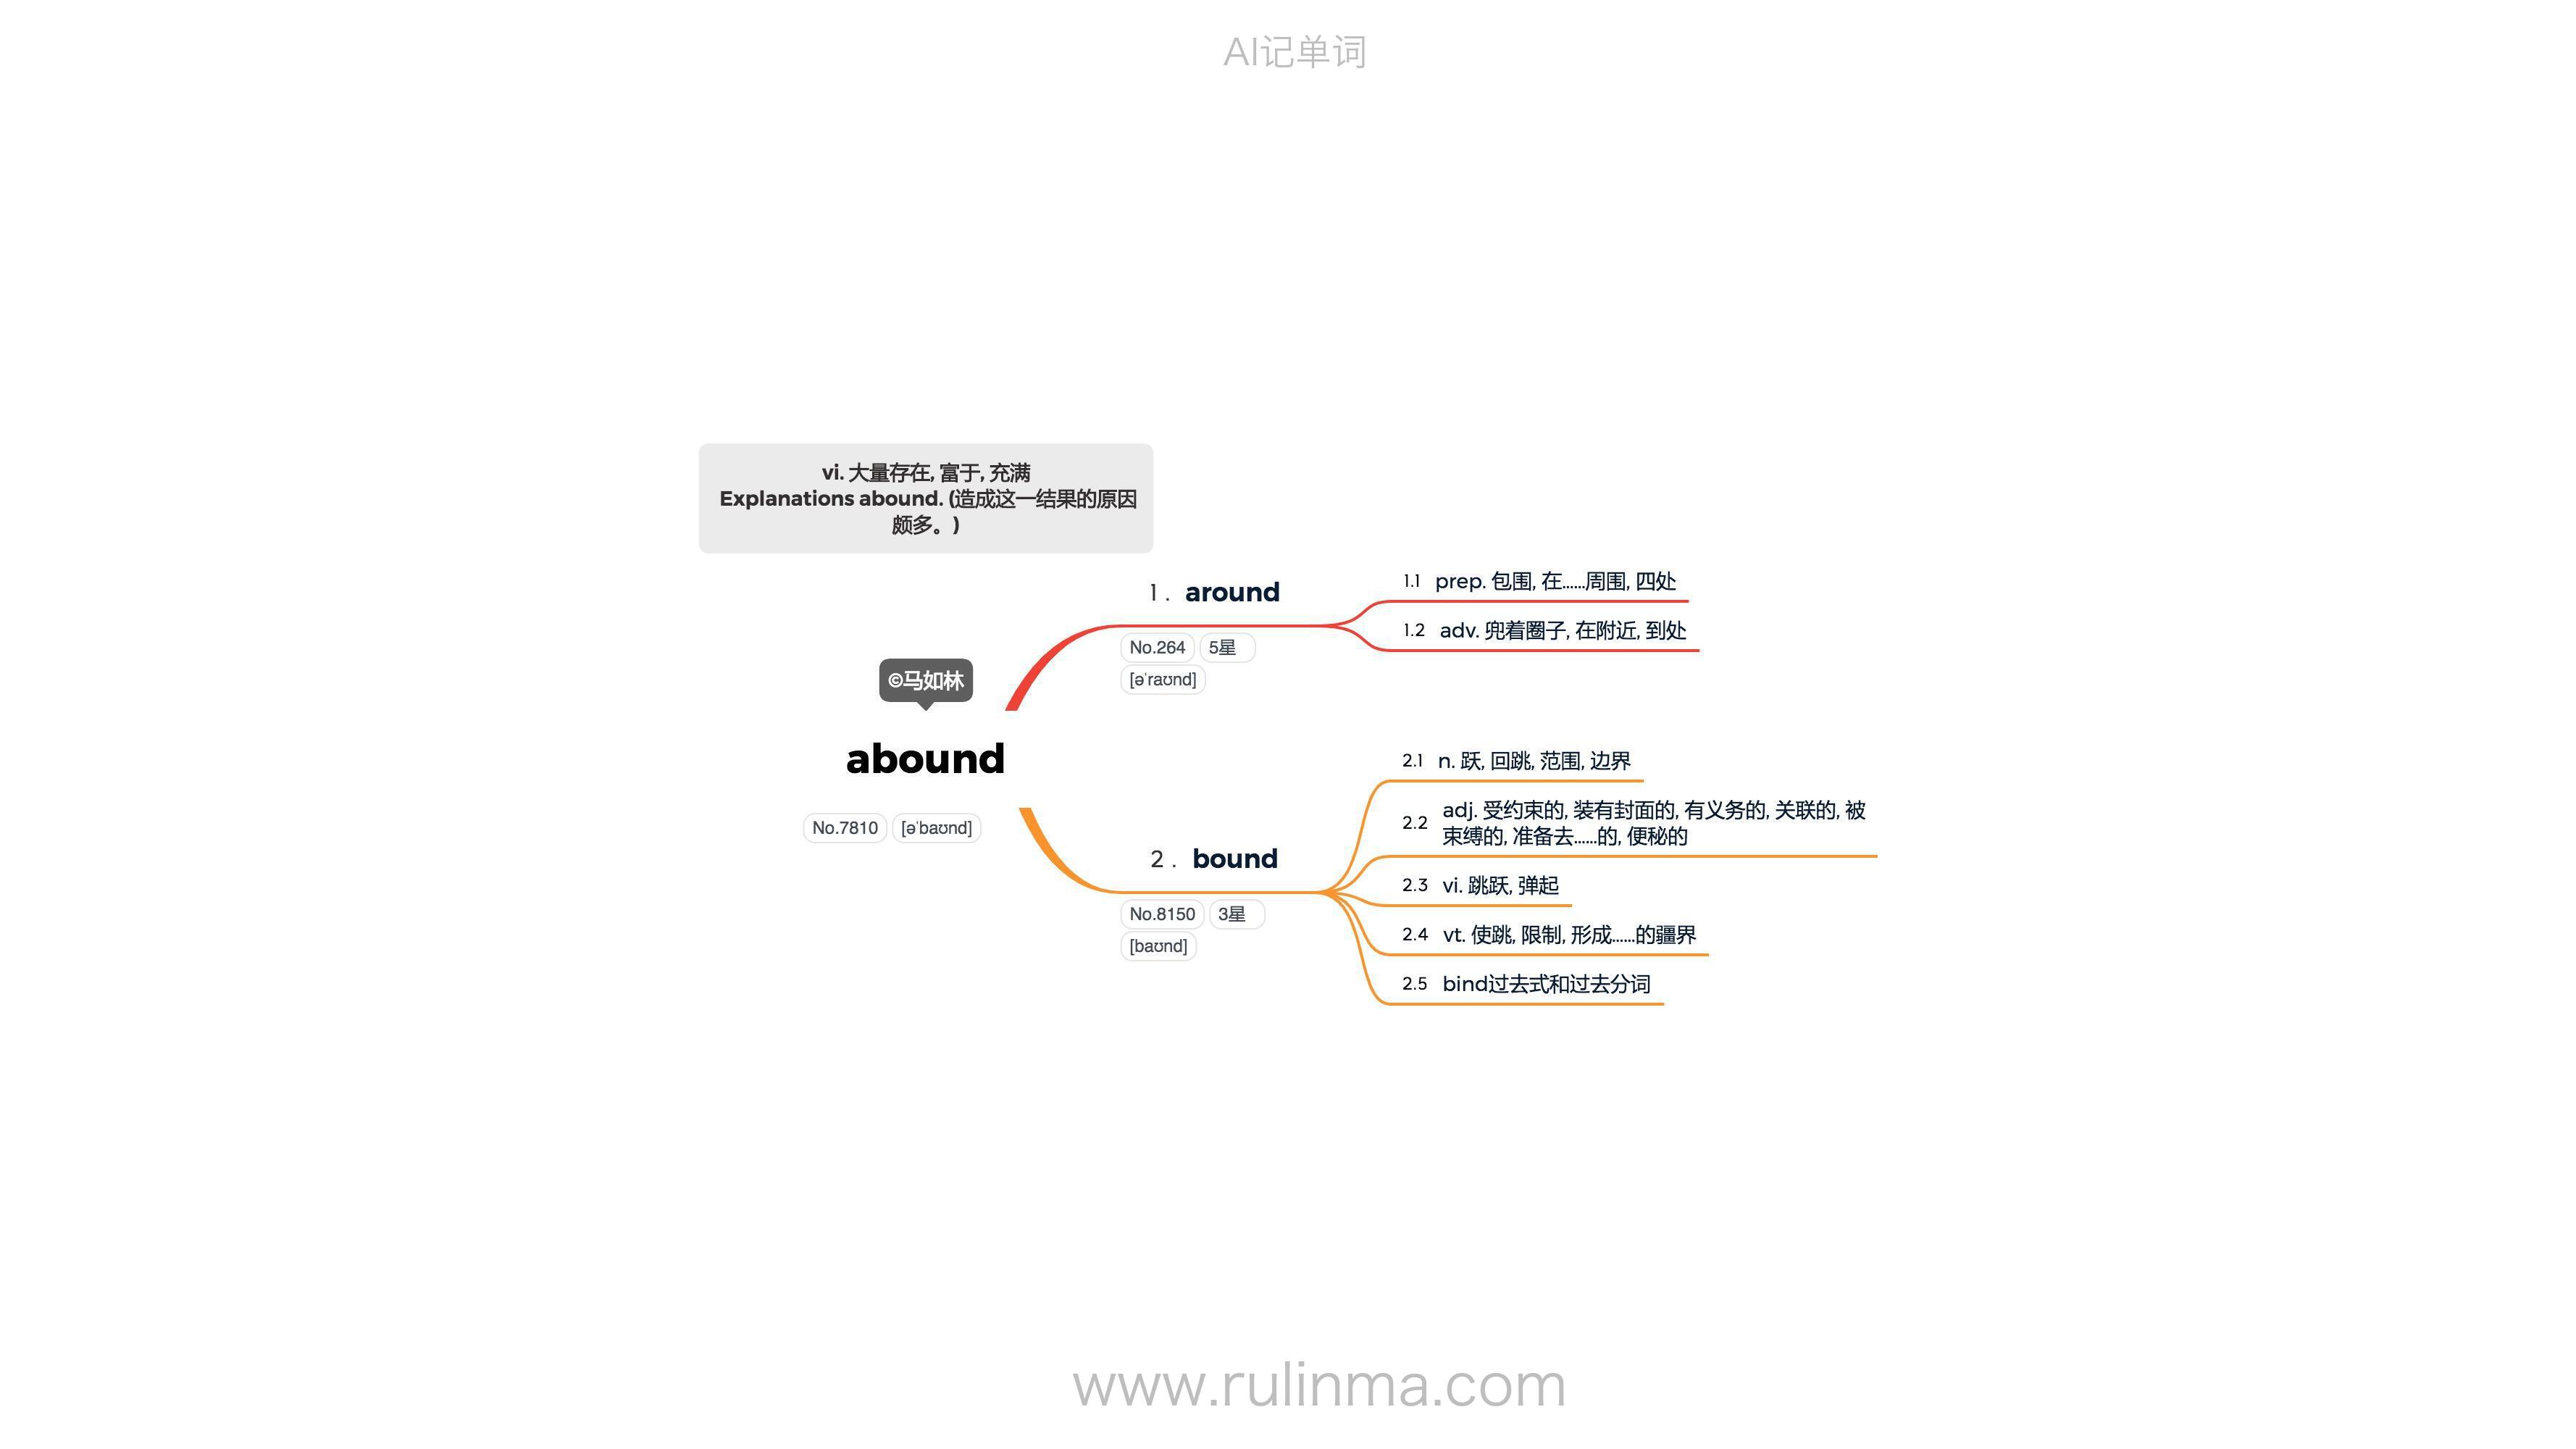 AI记单词
vi. 大量存在, 富于, 充满
Explanations abound. (造成这一结果的原因
颇多。)
©马如林
abound
No.7810 [əˈbaʊnd]
1. around
No.264 5星
[əˈraʊnd]
1.1 prep. 包围, 在……周围, 四处
1.2 adv. 兜着圈子, 在附近, 到处
2. bound
No.8150 3星
[baʊnd]
2.1 n. 跃, 回跳, 范围, 边界
2.2 adj. 受约束的, 装有封面的, 有义务的, 关联的, 被
束缚的, 准备去……的, 便秘的
2.3 vi. 跳跃, 弹起
2.4 vt. 使跳, 限制, 形成……的疆界
2.5 bind过去式和过去分词
www.rulinma.com